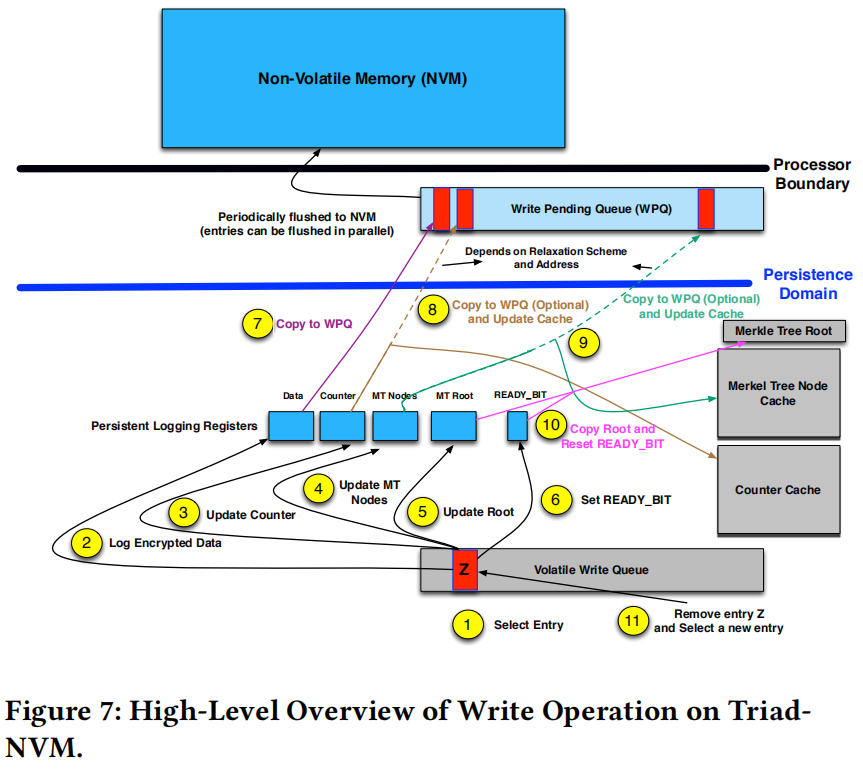 Non-Volatile Memory (NVM)
Processor
Boundary
Write Pending Queue (WPQ)
Periodically flushed to NVM
(entries can be flushed in parallel)
Depends on Relaxation Scheme
and Address
Persistence
Domain
7
Copy to WPQ
8
Copy to WPQ (Optional)
and Update Cache
Copy to WPQ (Optional)
and Update Cache
9
Merkle Tree Root
Merkel Tree Node
Cache
Data
Counter
MT Nodes
MT Root
READY_BIT
Persistent Logging Registers
10
Copy Root and
Reset READY_BIT
Counter Cache
4
Update MT
Nodes
3
Update Counter
5
Update Root
6
Set READY_BIT
2
Log Encrypted Data
Z
Volatile Write Queue
1
Select Entry
11
Remove entry Z
and Select a new entry
Figure 7: High-Level Overview of Write Operation on Triad-
NVM.